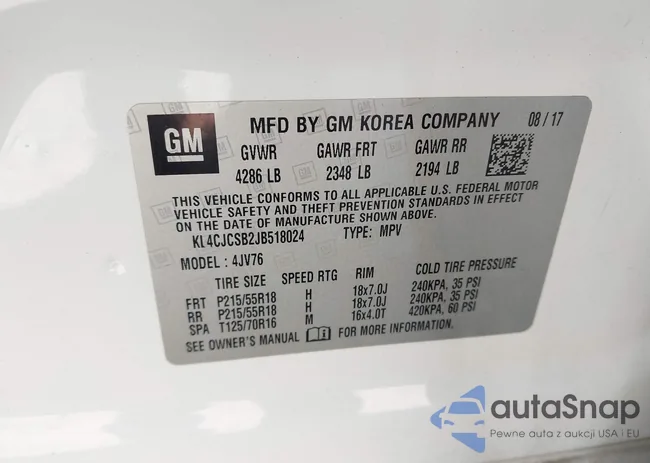 GM
MFD BY GM KOREA COMPANY 08 / 17
GVWR GAWR FRT GAWR RR
4286 LB 2348 LB 2194 LB
THIS VEHICLE CONFORMS TO ALL APPLICABLE U.S. FEDERAL MOTOR
VEHICLE SAFETY AND THEFT PREVENTION STANDARDS IN EFFECT
ON THE DATE OF MANUFACTURE SHOWN ABOVE.
KL4CJCSB2JB518024 TYPE: MPV
MODEL : 4JV76
TIRE SIZE SPEED RTG RIM COLD TIRE PRESSURE
FRT P215/55R18 H 18x7.0J 240KPA, 35 PSI
RR P215/55R18 H 18x7.0J 240KPA, 35 PSI
SPA T125/70R16 M 16x4.0T 420KPA, 60 PSI
SEE OWNER'S MANUAL FOR MORE INFORMATION.
autaSnap
Pewne auta z aukcji USA i EU